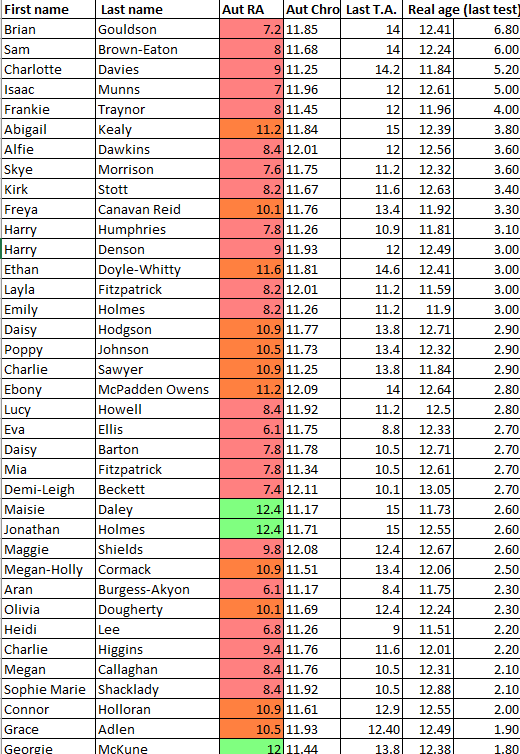 First name Last name Aut RA Aut Chro Last T.A. Real age (last test)
Brian Gouldson 7.2 11.85 14 12.41 6.80
Sam Brown-Eaton 8 11.68 14 12.24 6.00
Charlotte Davies 9 11.25 14.2 11.84 5.20
Isaac Munns 7 11.96 12 12.61 5.00
Frankie Traynor 8 11.45 12 11.96 4.00
Abigail Kealy 11.2 11.84 15 12.39 3.80
Alfie Dawkins 8.4 12.01 12 12.56 3.60
Skye Morrison 7.6 11.75 11.2 12.32 3.60
Kirk Stott 8.2 11.67 11.6 12.63 3.40
Freya Canavan Reid 10.1 11.76 13.4 11.92 3.30
Harry Humphries 7.8 11.26 10.9 11.81 3.10
Harry Denson 9 11.93 12 12.49 3.00
Ethan Doyle-Whitty 11.6 11.81 14.6 12.41 3.00
Layla Fitzpatrick 8.2 12.01 11.2 11.59 3.00
Emily Holmes 8.2 11.26 11.2 11.9 3.00
Daisy Hodgson 10.9 11.77 13.8 12.71 2.90
Poppy Johnson 10.5 11.73 13.4 12.32 2.90
Charlie Sawyer 10.9 11.25 13.8 11.84 2.90
Ebony McPadden Owens 11.2 12.09 14 12.64 2.80
Lucy Howell 8.4 11.92 11.2 12.5 2.80
Eva Ellis 6.1 11.75 8.8 12.33 2.70
Daisy Barton 7.8 11.78 10.5 12.71 2.70
Mia Fitzpatrick 7.8 11.34 10.5 12.61 2.70
Demi-Leigh Beckett 7.4 12.11 10.1 13.05 2.70
Maisie Daley 12.4 11.17 15 11.73 2.60
Jonathan Holmes 12.4 11.71 15 12.55 2.60
Maggie Shields 9.8 12.08 12.4 12.67 2.60
Megan-Holly Cormack 10.9 11.51 13.4 12.06 2.50
Aran Burgess-Akyon 6.1 11.17 8.4 11.75 2.30
Olivia Dougherty 10.1 11.69 12.4 12.24 2.30
Heidi Lee 6.8 11.26 9 11.51 2.20
Charlie Higgins 9.4 11.76 11.6 12.01 2.20
Megan Callaghan 8.4 11.76 10.5 12.31 2.10
Sophie Marie Shacklady 8.4 11.92 10.5 12.88 2.10
Connor Holloran 10.9 11.61 12.9 12.55 2.00
Grace Adlen 10.5 11.93 12.40 12.49 1.90
Georgie McKune 12 11.44 13.8 12.38 1.80